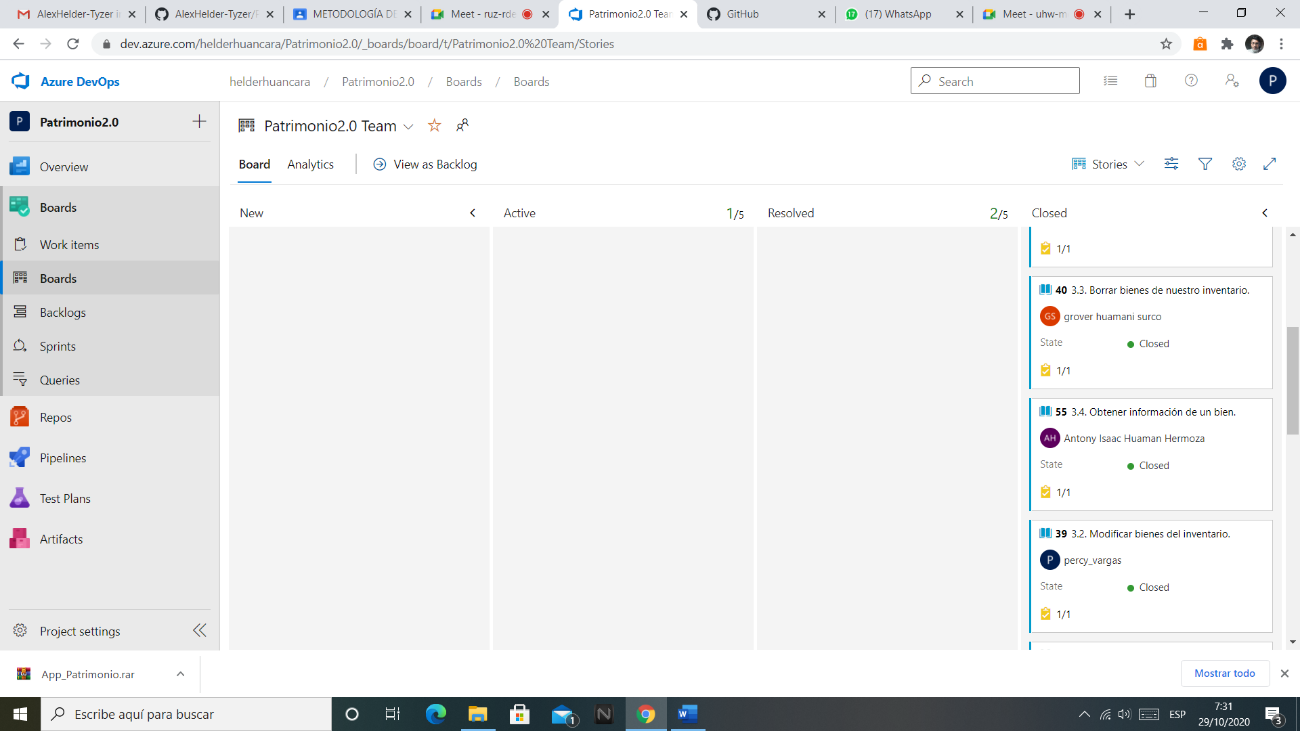 AlexHelder-Tyzer i
AlexHelder-Tyzer/P
METODOLOGÍA DE
Meet - ruz-rde
Patrimonio2.0 Tea
GitHub
(17) WhatsApp
Meet - uhw-m
dev.azure.com/helderhuancara/Patrimonio2.0/_boards/board/t/Patrimonio2.0%20Team/Stories
Azure DevOps
helderhuancara / Patrimonio2.0 / Boards / Boards
Search
P
P Patrimonio2.0
Patrimonio2.0 Team
Overview
Boards
Work items
Boards
Backlogs
Sprints
Queries
Repos
Pipelines
Test Plans
Artifacts
Project settings
Board Analytics View as Backlog
Stories
New
Active 1/5
Resolved 2/5
Closed
1/1
40 3.3. Borrar bienes de nuestro inventario.
GS grover huamani surco
State Closed
1/1
55 3.4. Obtener información de un bien.
AH Antony Isaac Huaman Hermoza
State Closed
1/1
39 3.2. Modificar bienes del inventario.
P percy_vargas
State Closed
1/1
App_Patrimonio.rar
Mostrar todo
Escribe aquí para buscar
1
N
ESP
7:31
29/10/2020
3